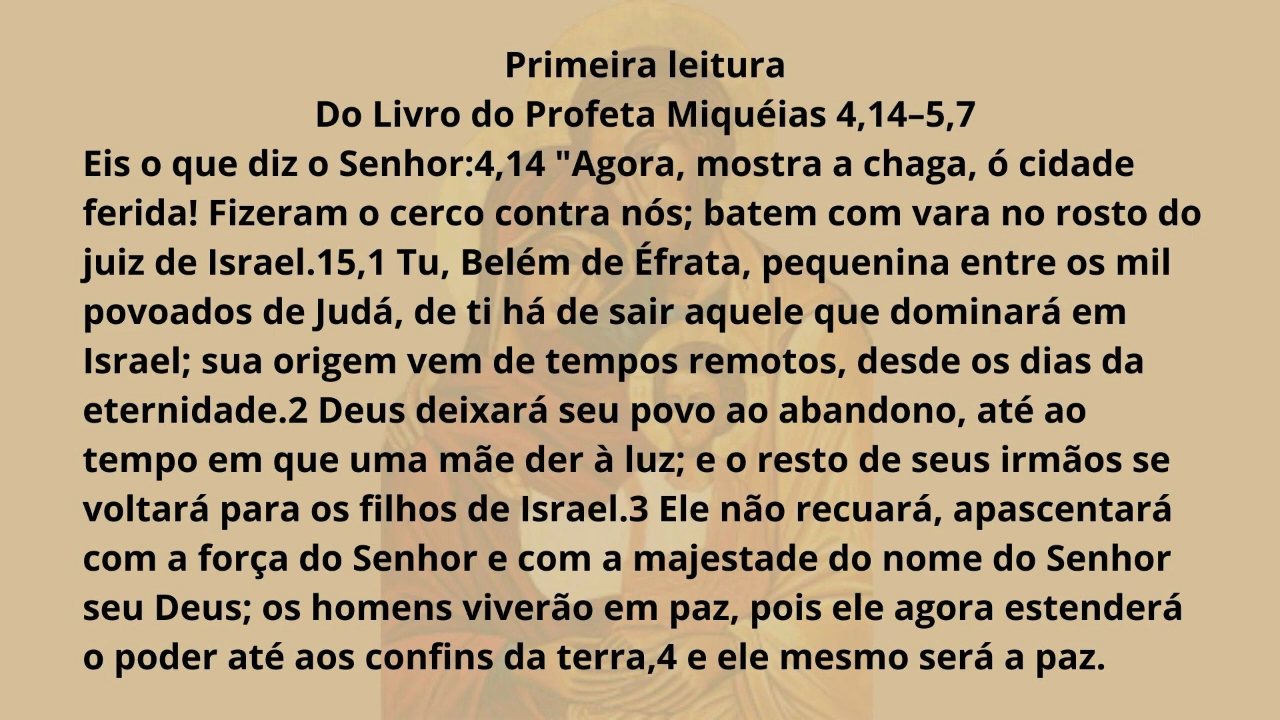 Primeira leitura
Do Livro do Profeta Miquéias 4,14–5,7
Eis o que diz o Senhor:4,14 "Agora, mostra a chaga, ó cidade
ferida! Fizeram o cerco contra nós; batem com vara no rosto do
juiz de Israel.15,1 Tu, Belém de Éfrata, pequenina entre os mil
povoados de Judá, de ti há de sair aquele que dominará em
Israel; sua origem vem de tempos remotos, desde os dias da
eternidade.2 Deus deixará seu povo ao abandono, até ao
tempo em que uma mãe der à luz; e o resto de seus irmãos se
voltará para os filhos de Israel.3 Ele não recuará, apascentará
com a força do Senhor e com a majestade do nome do Senhor
seu Deus; os homens viverão em paz, pois ele agora estenderá
o poder até aos confins da terra,4 e ele mesmo será a paz.